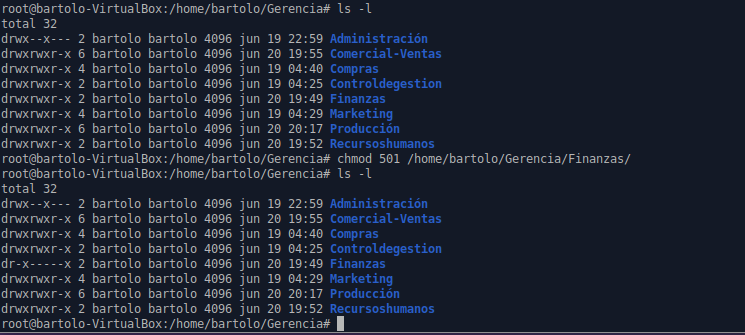 root@bartolo-VirtualBox:/home/bartolo/Gerencia# ls -l
total 32
drwx--x--- 2 bartolo bartolo 4096 jun 19 22:59 Administración
drwxrwxr-x 6 bartolo bartolo 4096 jun 20 19:55 Comercial-Ventas
drwxrwxr-x 4 bartolo bartolo 4096 jun 19 04:40 Compras
drwxrwxr-x 2 bartolo bartolo 4096 jun 19 04:25 Controldegestion
drwxrwxr-x 2 bartolo bartolo 4096 jun 20 19:49 Finanzas
drwxrwxr-x 4 bartolo bartolo 4096 jun 19 04:29 Marketing
drwxrwxr-x 6 bartolo bartolo 4096 jun 20 20:17 Producción
drwxrwxr-x 2 bartolo bartolo 4096 jun 20 19:52 Recursoshumanos
root@bartolo-VirtualBox:/home/bartolo/Gerencia# chmod 501 /home/bartolo/Gerencia/Finanzas/
root@bartolo-VirtualBox:/home/bartolo/Gerencia# ls -l
total 32
drwx--x--- 2 bartolo bartolo 4096 jun 19 22:59 Administración
drwxrwxr-x 6 bartolo bartolo 4096 jun 20 19:55 Comercial-Ventas
drwxrwxr-x 4 bartolo bartolo 4096 jun 19 04:40 Compras
drwxrwxr-x 2 bartolo bartolo 4096 jun 19 04:25 Controldegestion
dr-x-----x 2 bartolo bartolo 4096 jun 20 19:49 Finanzas
drwxrwxr-x 4 bartolo bartolo 4096 jun 19 04:29 Marketing
drwxrwxr-x 6 bartolo bartolo 4096 jun 20 20:17 Producción
drwxrwxr-x 2 bartolo bartolo 4096 jun 20 19:52 Recursoshumanos
root@bartolo-VirtualBox:/home/bartolo/Gerencia#